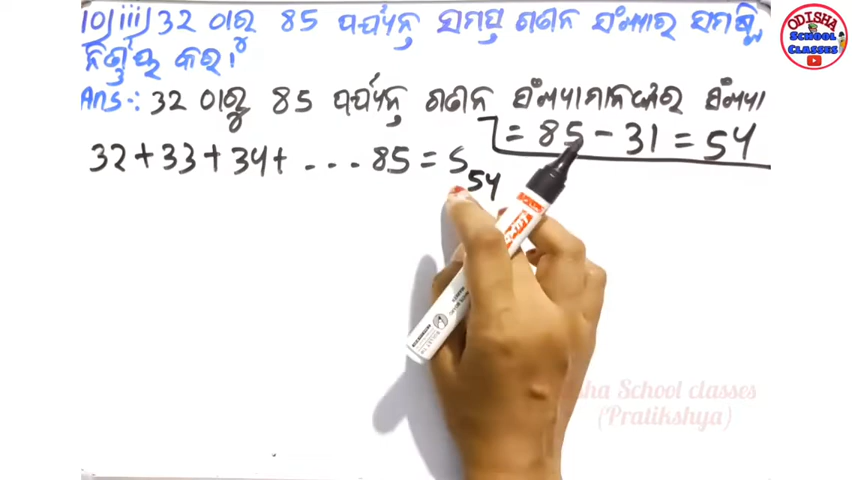 10)iii) 32 ଠାରୁ 85 ପର୍ଯ୍ୟନ୍ତ ସମସ୍ତ ଗଣନ ସଂଖ୍ୟାର ସମଷ୍ଟି
ନିର୍ଣ୍ଣୟ କର।
Ans-: 32 ଠାରୁ 85 ପର୍ଯ୍ୟନ୍ତ ଗଣନ ସଂଖ୍ୟାମାନଙ୍କର ସଂଖ୍ୟା
= 85 - 31 = 54
32 + 33 + 34 + ... 85 = S54
ODISHA
School
Classes
sha School classes
(Pratikshya)